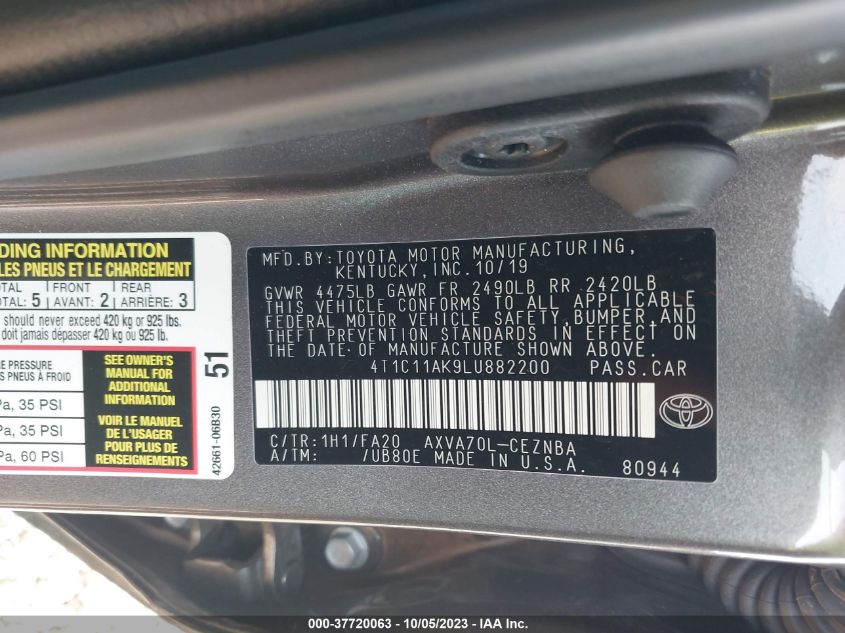 DING INFORMATION
LES PNEUS ET LE CHARGEMENT
FRONT REAR
5 AVANT: 2 ARRIÈRE: 3
should never exceed 420 kg or 925 lbs.
doit jamais dépasser 420 kg ou 925 lb.
PRESSURE
PNEUS À FROID
Pa, 35 PSI
Pa, 35 PSI
Pa, 60 PSI
SEE OWNER'S
MANUAL FOR
ADDITIONAL
INFORMATION
VOIR LE MANUEL
DE L'USAGER
POUR PLUS DE
RENSEIGNEMENTS
51
42661-06B30
MFD.BY: TOYOTA MOTOR MANUFACTURING,
KENTUCKY, INC. 10/19
GVWR 4475LB GAWR FR 2490LB RR 2420LB
THIS VEHICLE CONFORMS TO ALL APPLICABLE
FEDERAL MOTOR VEHICLE SAFETY, BUMPER, AND
THEFT PREVENTION STANDARDS IN EFFECT ON
THE DATE OF MANUFACTURE SHOWN ABOVE.
4T1C11AK9LU882200 PASS.CAR
C/TR: 1H1/FA20 AXVA70L-CEZNBA
A/TM: /UB80E MADE IN U.S.A. 80944
000-37720063 - 10/05/2023 - IAAI.com